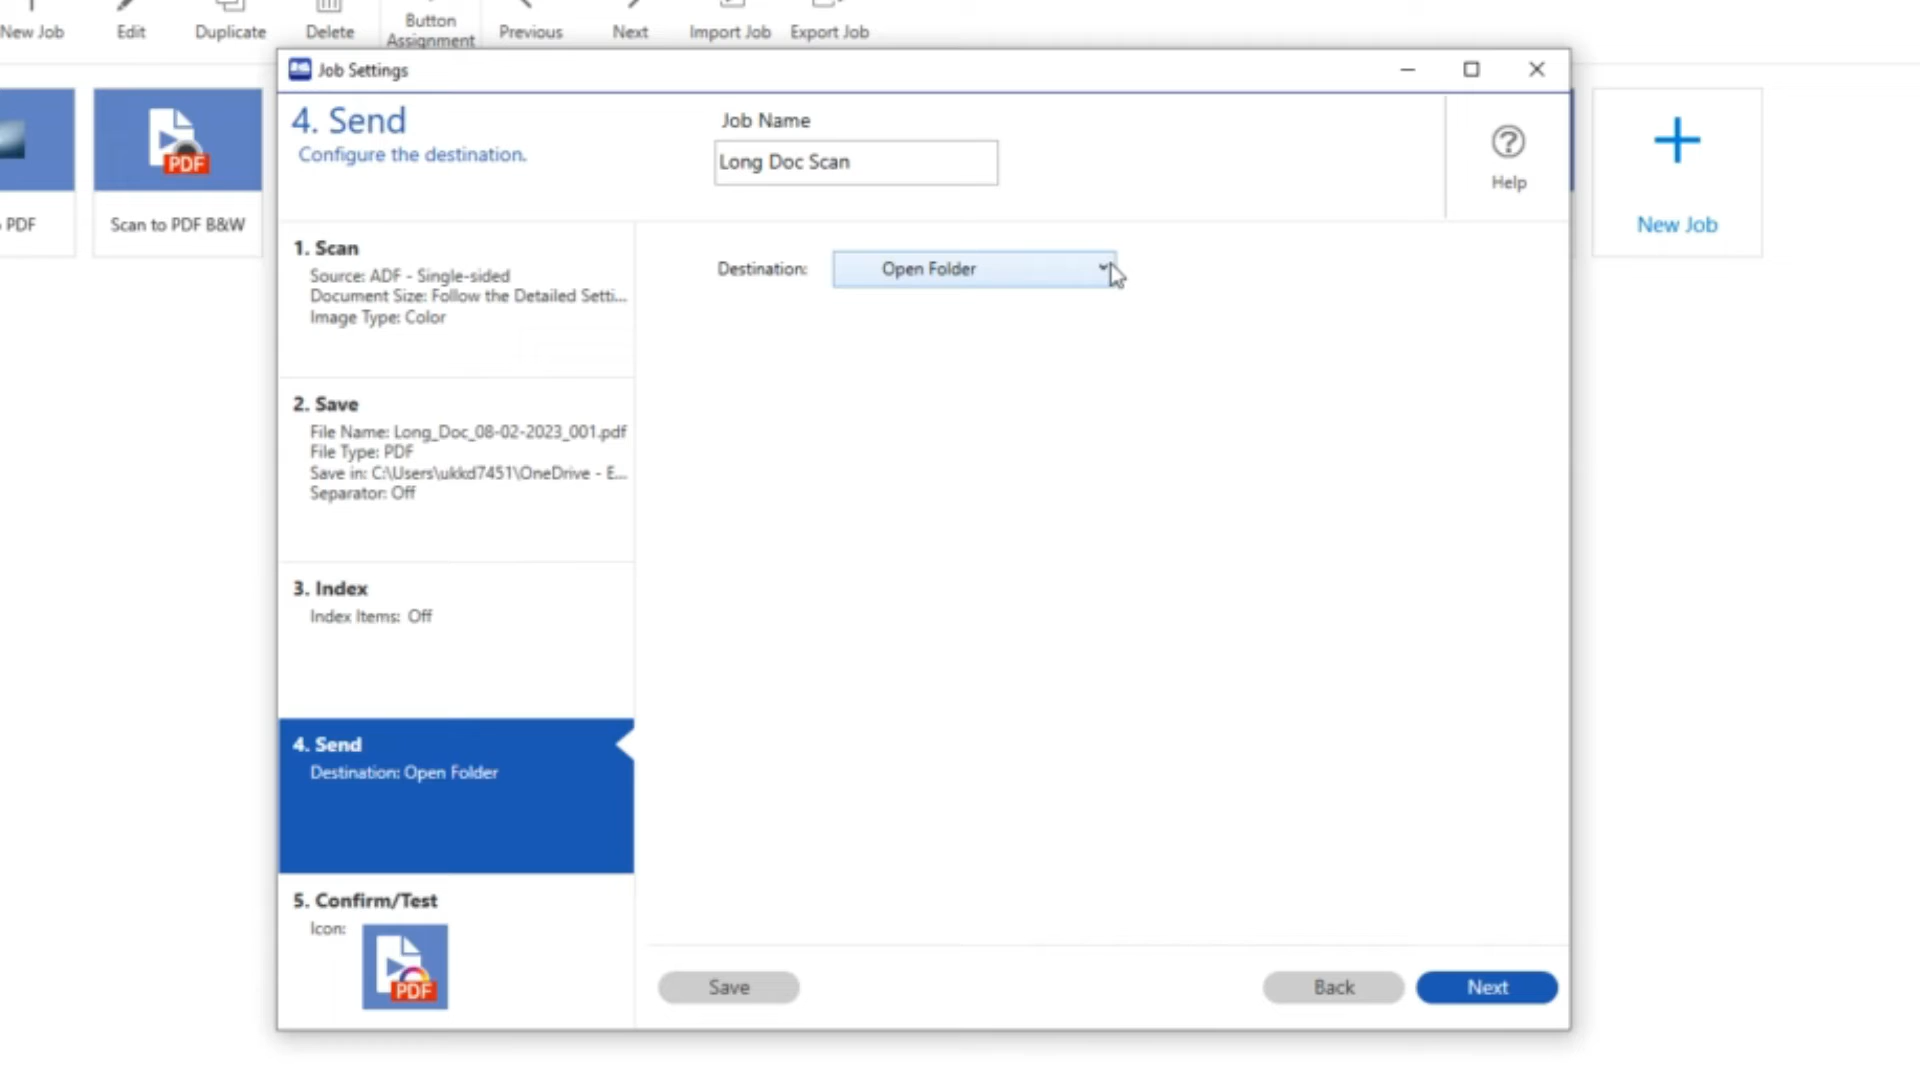 New Job
Edit
Duplicate
Delete
Button
Assignment
Previous
Next
Import Job
Export Job
Job Settings
4. Send
Configure the destination.
Job Name
Long Doc Scan
Help
PDF
PDF
Scan to PDF B&W
New Job
1. Scan
Source: ADF - Single-sided
Document Size: Follow the Detailed Setti...
Image Type: Color
Destination:
Open Folder
2. Save
File Name: Long_Doc_08-02-2023_001.pdf
File Type: PDF
Save in: C:\Users\ukkd7451\OneDrive - E...
Separator: Off
3. Index
Index Items: Off
4. Send
Destination: Open Folder
5. Confirm/Test
Icon:
PDF
Save
Back
Next